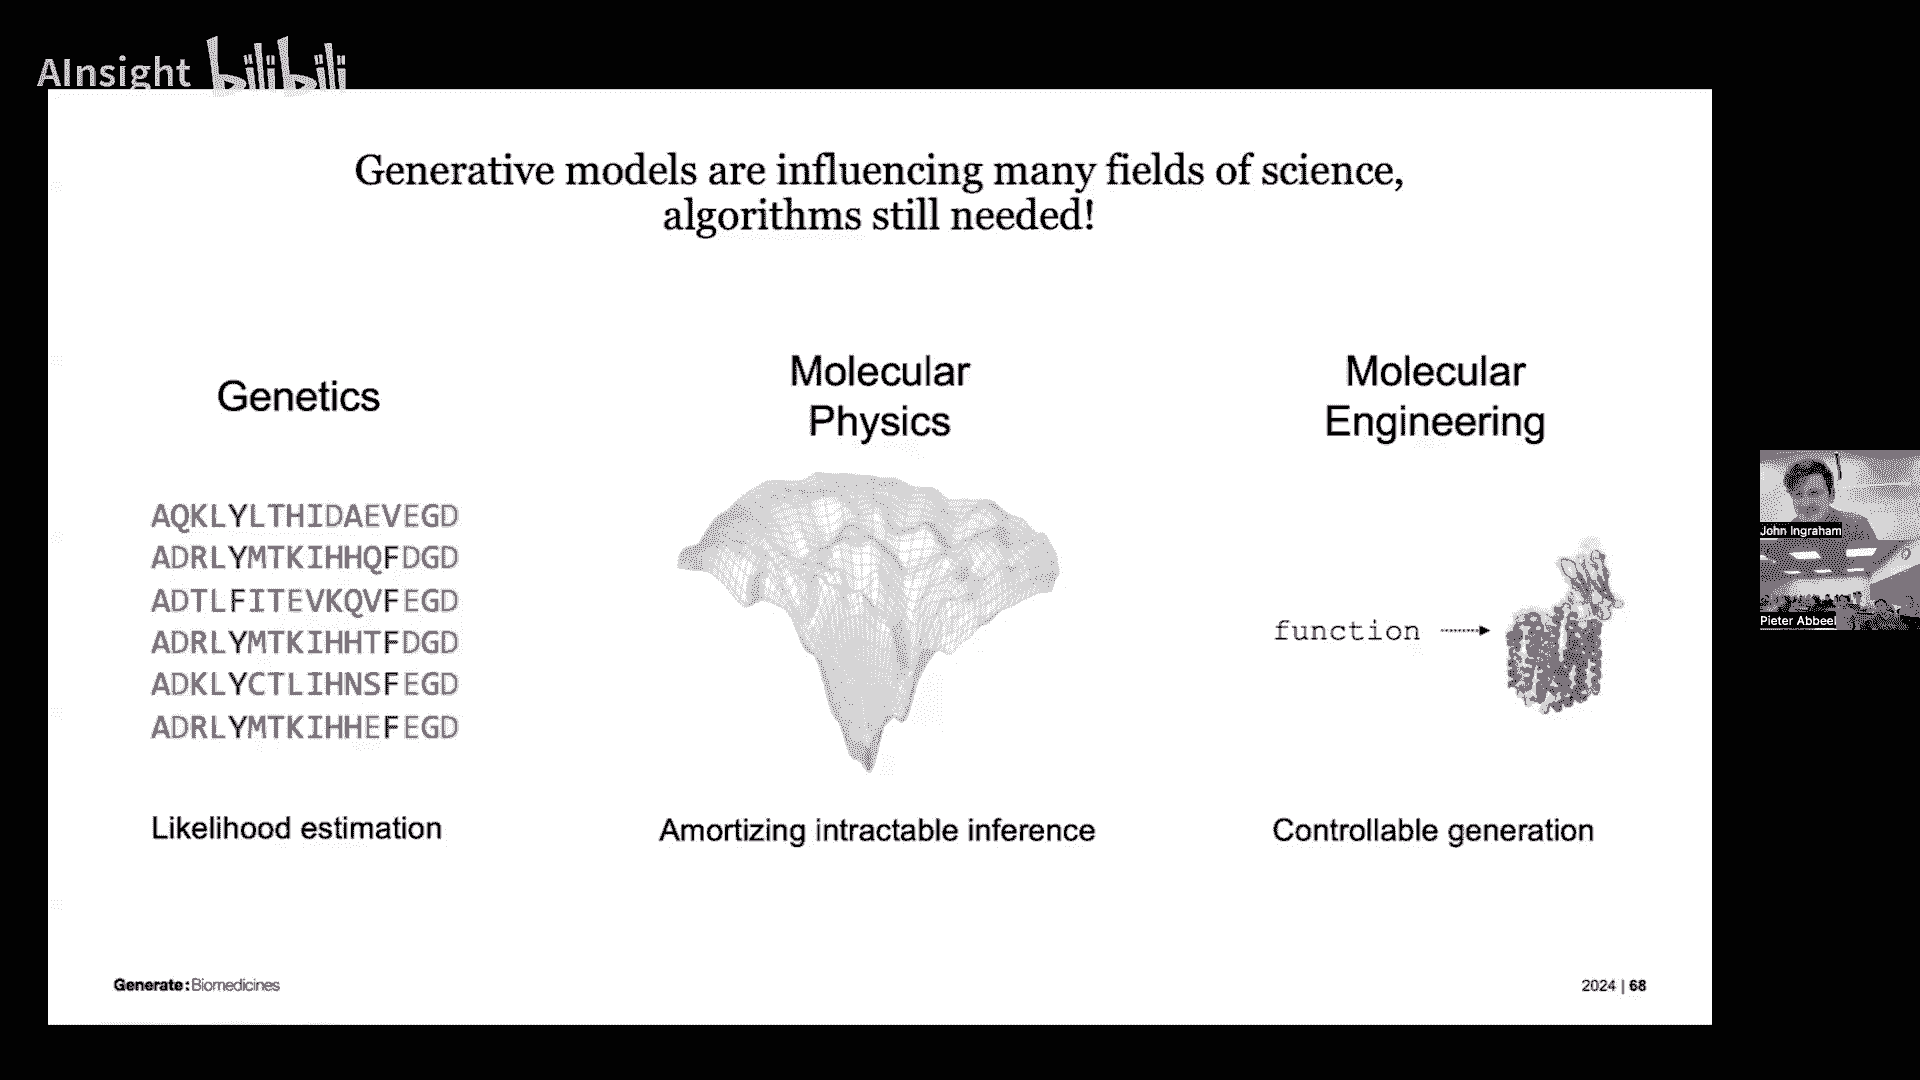 AInsight bilibili
Generative models are influencing many fields of science,
algorithms still needed!
Genetics
Molecular
Physics
Molecular
Engineering
AQKLYLTHIDAEVEGD
ADRLYMTKIHHQFDGD
ADTLFITEVKQVFEGD
ADRLYMTKIHHTFDGD
ADKLYCTLIHNSFEGD
ADRLYMTKIHHEFEGD
function
Likelihood estimation
Amortizing intractable inference
Controllable generation
Generate:Biomedicines
2024 | 68
John Ingraham
Pieter Abbeel